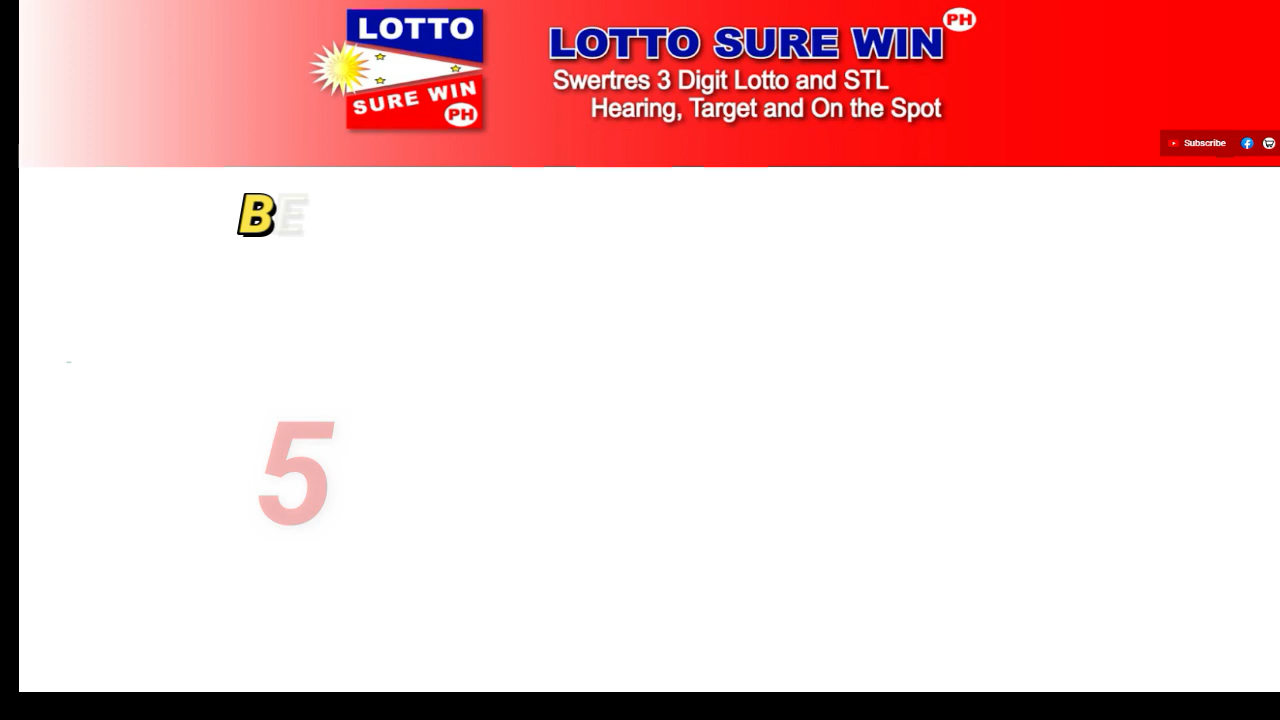 LOTTO
SURE WIN
PH
LOTTO SURE WIN PH
Swertres 3 Digit Lotto and STL
Hearing, Target and On the Spot
Subscribe
BE
5